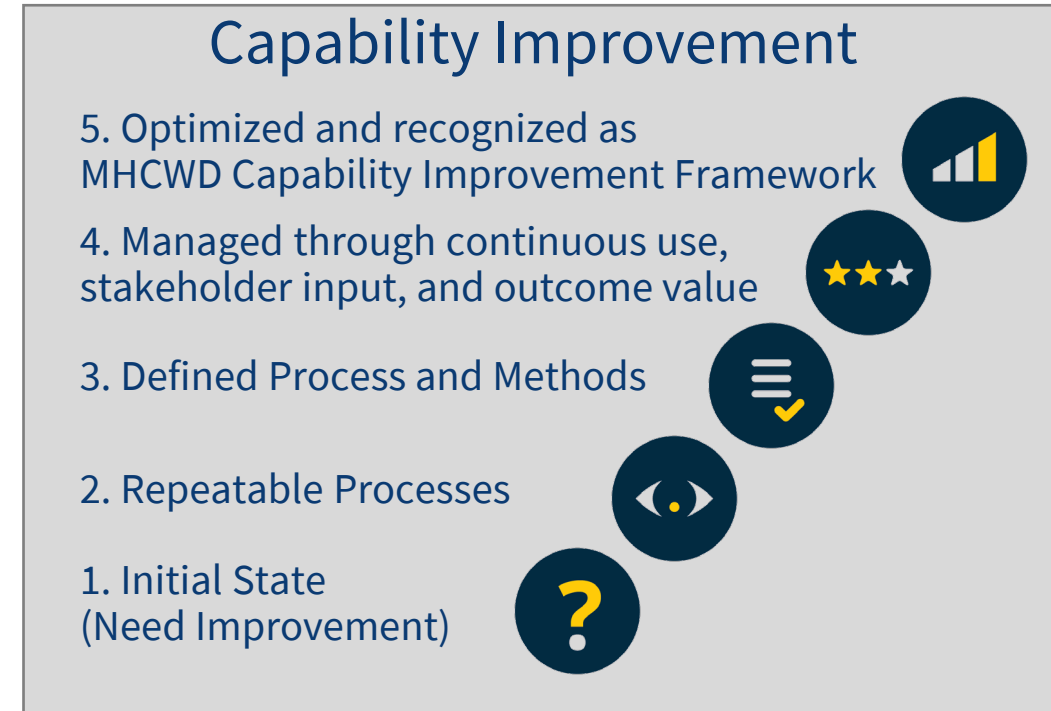 Capability Improvement
5. Optimized and recognized as
MHCWD Capability Improvement Framework
4. Managed through continuous use,
stakeholder input, and outcome value
3. Defined Process and Methods
2. Repeatable Processes
1. Initial State
(Need Improvement)
?